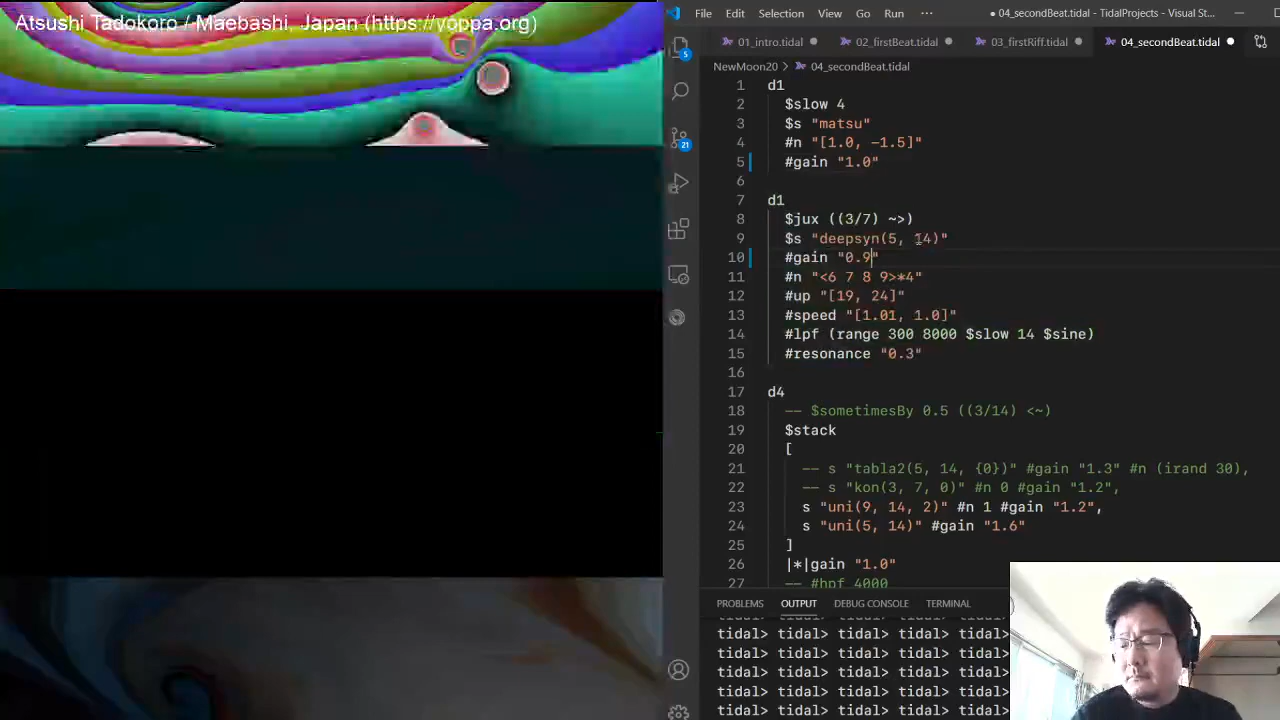 Atsushi Tadokoro / Maebashi, Japan (https://yoppa.org)
File Edit Selection View Go Run ··· ● 04_secondBeat.tidal - TidalProjects - Visual St...
01_intro.tidal ● 02_firstBeat.tidal ● 03_firstRiff.tidal ● 04_secondBeat.tidal ●
NewMoon20 > 04_secondBeat.tidal
5
21
1 d1
2 $slow 4
3 $s "matsu"
4 #n "[1.0, -1.5]"
5 #gain "1.0"
6
7 d1
8 $jux ((3/7) ~>)
9 $s "deepsyn(5, 14)"
10 #gain "0.9"
11 #n "<6 7 8 9>*4"
12 #up "[19, 24]"
13 #speed "[1.01, 1.0]"
14 #lpf (range 300 8000 $slow 14 $sine)
15 #resonance "0.3"
16
17 d4
18 -- $sometimesBy 0.5 ((3/14) <~)
19 $stack
20 [
21 -- s "tabla2(5, 14, {0})" #gain "1.3" #n (irand 30),
22 -- s "kon(3, 7, 0)" #n 0 #gain "1.2",
23 s "uni(9, 14, 2)" #n 1 #gain "1.2",
24 s "uni(5, 14)" #gain "1.6"
25 ]
26 |*|gain "1.0"
27 -- #hpf 4000
PROBLEMS OUTPUT DEBUG CONSOLE TERMINAL
tidal> tidal> tidal> tidal> tidal>
tidal> tidal> tidal> tidal> tidal>
tidal> tidal> tidal> tidal> tidal>
tidal> tidal> tidal> tidal> tidal>
tidal> tidal> tidal> tidal> tidal>